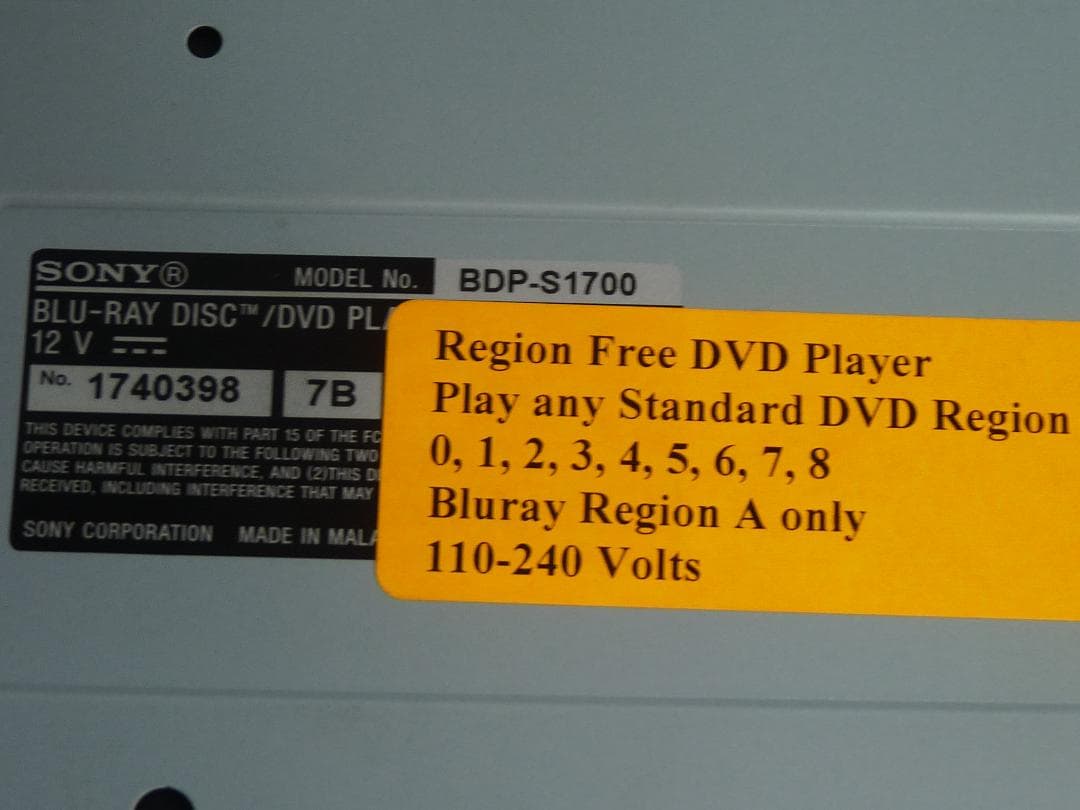 SONY® MODEL No. BDP-S1700
BLU-RAY DISC™/DVD PLA
12 V
No. 1740398 7B
THIS DEVICE COMPLIES WITH PART 15 OF THE FC
OPERATION IS SUBJECT TO THE FOLLOWING TWO
CAUSE HARMFUL INTERFERENCE, AND (2)THIS D
RECEIVED, INCLUDING INTERFERENCE THAT MAY
SONY CORPORATION MADE IN MALA
Region Free DVD Player
Play any Standard DVD Region
0, 1, 2, 3, 4, 5, 6, 7, 8
Bluray Region A only
110-240 Volts